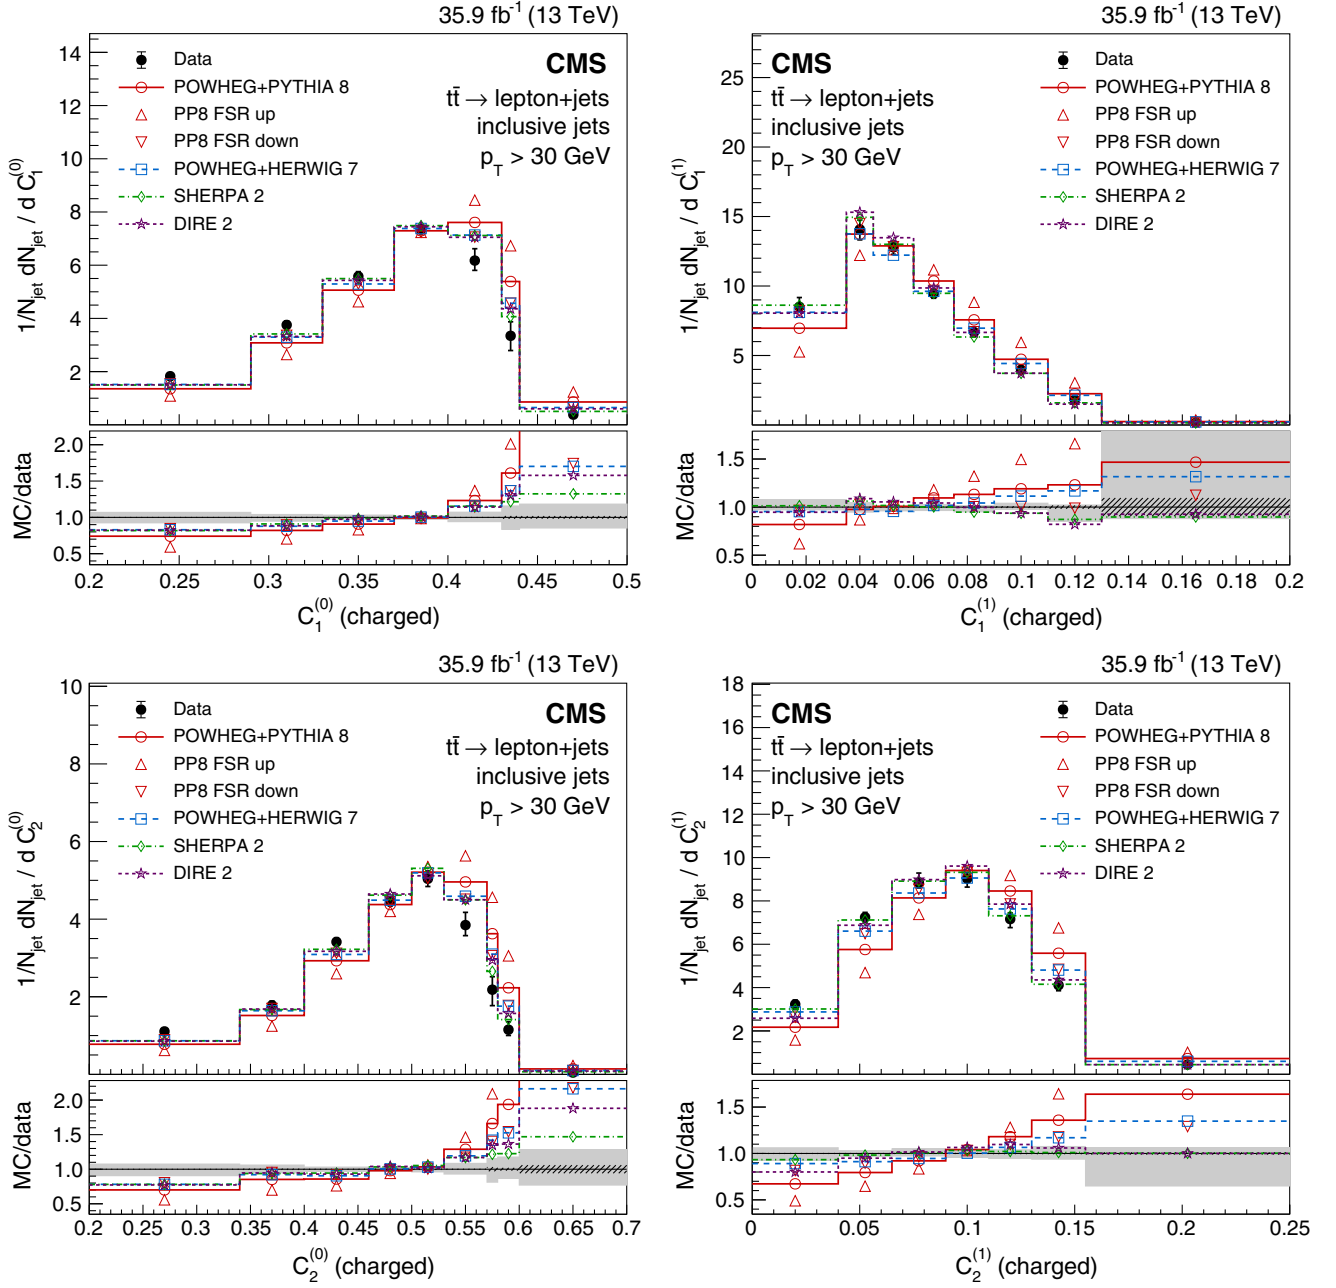 35.9 fb⁻¹ (13 TeV)
1/N_jet dN_jet / d C₁⁽⁰⁾
14
12
10
8
6
4
2
Data
POWHEG+PYTHIA 8
PP8 FSR up
PP8 FSR down
POWHEG+HERWIG 7
SHERPA 2
DIRE 2
CMS
tt̄ → lepton+jets
inclusive jets
p_T > 30 GeV
MC/data
2.0
1.5
1.0
0.5
0.2 0.25 0.3 0.35 0.4 0.45 0.5
C₁⁽⁰⁾ (charged)
35.9 fb⁻¹ (13 TeV)
1/N_jet dN_jet / d C₁⁽¹⁾
25
20
15
10
5
CMS
tt̄ → lepton+jets
inclusive jets
p_T > 30 GeV
Data
POWHEG+PYTHIA 8
PP8 FSR up
PP8 FSR down
POWHEG+HERWIG 7
SHERPA 2
DIRE 2
MC/data
1.5
1.0
0.5
0 0.02 0.04 0.06 0.08 0.1 0.12 0.14 0.16 0.18 0.2
C₁⁽¹⁾ (charged)
35.9 fb⁻¹ (13 TeV)
1/N_jet dN_jet / d C₂⁽⁰⁾
10
8
6
4
2
Data
POWHEG+PYTHIA 8
PP8 FSR up
PP8 FSR down
POWHEG+HERWIG 7
SHERPA 2
DIRE 2
CMS
tt̄ → lepton+jets
inclusive jets
p_T > 30 GeV
MC/data
2.0
1.5
1.0
0.5
0.2 0.25 0.3 0.35 0.4 0.45 0.5 0.55 0.6 0.65 0.7
C₂⁽⁰⁾ (charged)
35.9 fb⁻¹ (13 TeV)
1/N_jet dN_jet / d C₂⁽¹⁾
18
16
14
12
10
8
6
4
2
CMS
tt̄ → lepton+jets
inclusive jets
p_T > 30 GeV
Data
POWHEG+PYTHIA 8
PP8 FSR up
PP8 FSR down
POWHEG+HERWIG 7
SHERPA 2
DIRE 2
MC/data
1.5
1.0
0.5
0 0.05 0.1 0.15 0.2 0.25
C₂⁽¹⁾ (charged)